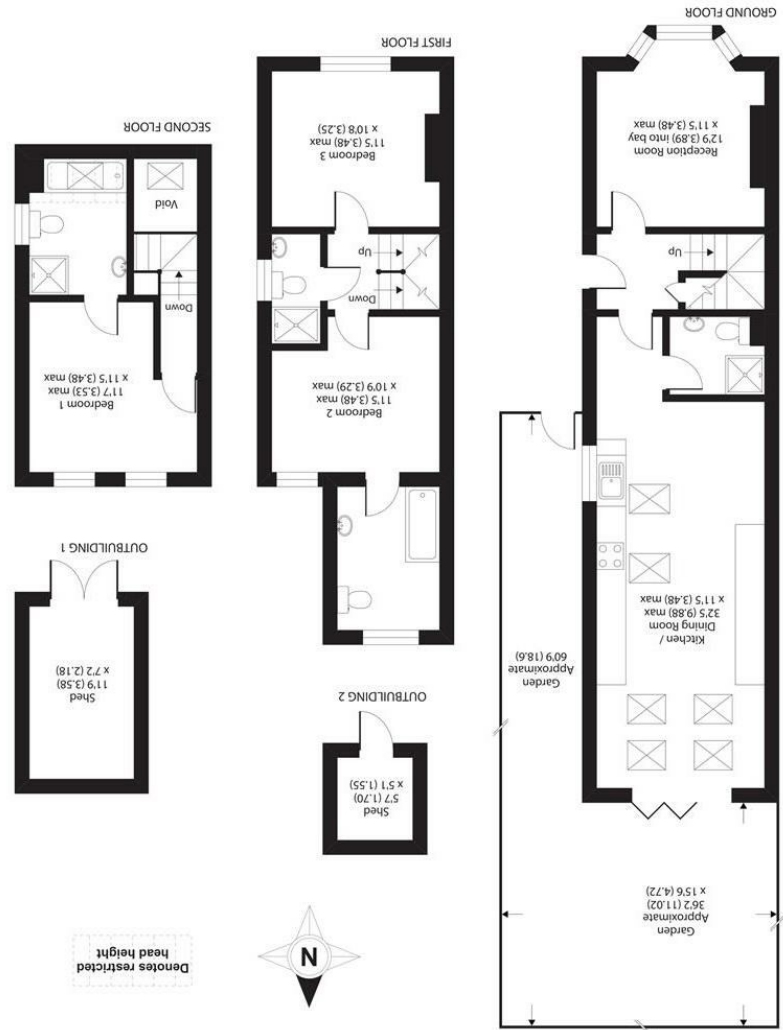 Denotes restricted
head height
N
Garden
Approximate
36'2 (11.02)
x 15'6 (4.72)
Shed
5'7 (1.70)
x 5'1 (1.55)
OUTBUILDING 2
Shed
11'9 (3.58)
x 7'2 (2.18)
OUTBUILDING 1
Garden
Approximate
60'9 (18.6)
Kitchen /
Dining Room
32'5 (9.88) max
x 11'5 (3.48) max
Up
Reception Room
12'9 (3.89) into bay
x 11'5 (3.48) max
GROUND FLOOR
Bedroom 2
11'5 (3.48) max
x 10'9 (3.29) max
Down
Up
Bedroom 3
11'5 (3.48) max
x 10'8 (3.25)
FIRST FLOOR
Bedroom 1
11'7 (3.53) max
x 11'5 (3.48) max
Down
Void
SECOND FLOOR